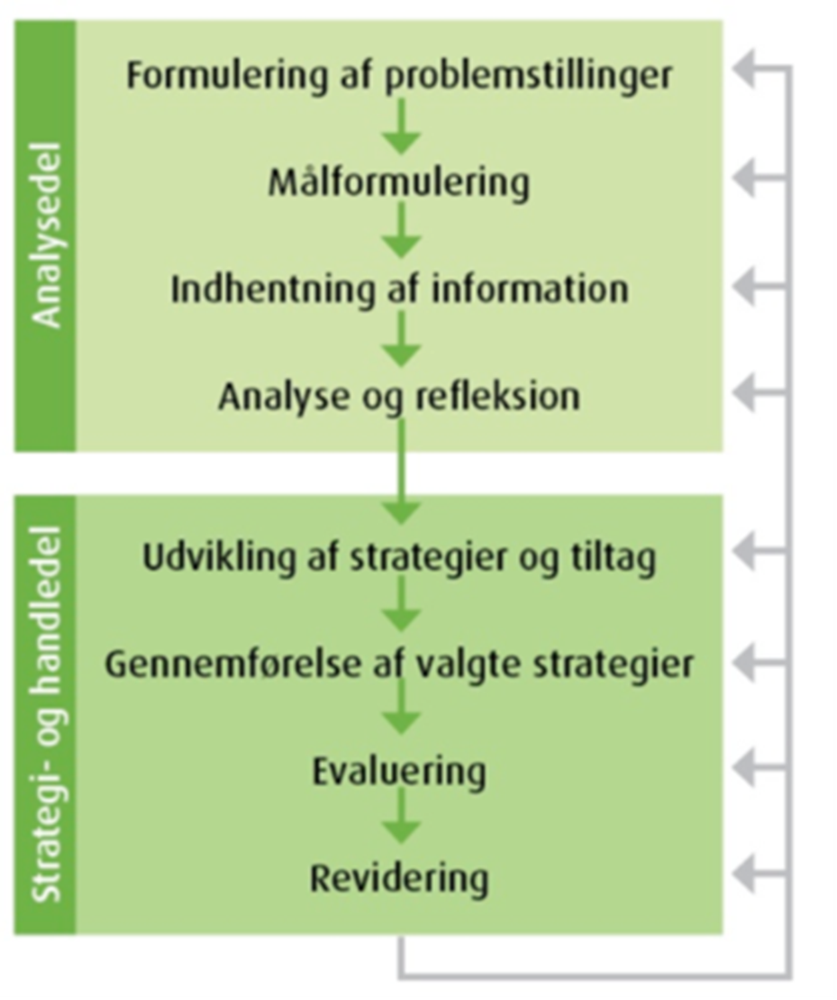 Analysedel
Formulering af problemstillinger
Målformulering
Indhentning af information
Analyse og refleksion
Strategi- og handledel
Udvikling af strategier og tiltag
Gennemførelse af valgte strategier
Evaluering
Revidering